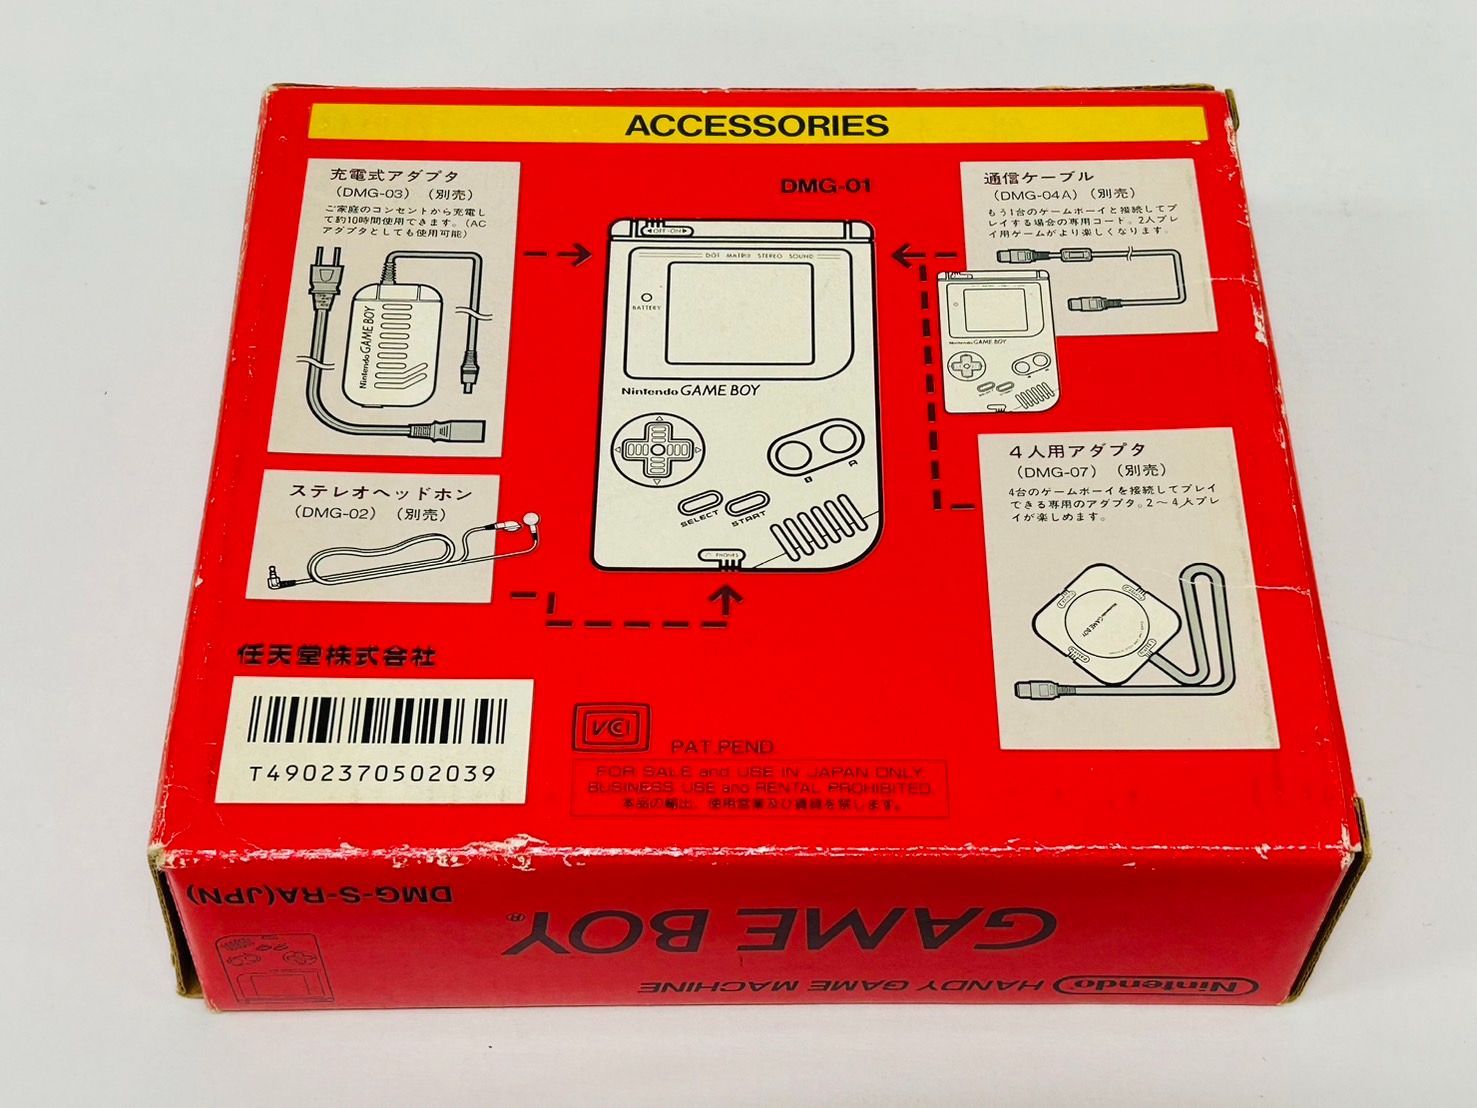 ACCESSORIES
充電式アダプタ
(DMG-03) (別売)
ご家庭のコンセントから充電し
て約10時間使用できます。(AC
アダプタとしても使用可能)
Nintendo GAME BOY
ステレオヘッドホン
(DMG-02) (別売)
DMG-01
◀OFF・ON▶
DOT MATRIX STEREO SOUND
BATTERY
Nintendo GAME BOY
B
A
SELECT
START
PHONES
通信ケーブル
(DMG-04A) (別売)
もう1台のゲームボーイと接続してプ
レイする場合の専用コード。2人プレ
イ用ゲームがより楽しくなります。
Nintendo GAME BOY
4人用アダプタ
(DMG-07) (別売)
4台のゲームボーイを接続してプレイ
できる専用のアダプタ。2〜4人プレ
イが楽しめます。
Nintendo GAME BOY
任天堂株式会社
T4902370502039
VCI
PAT.PEND
FOR SALE and USE IN JAPAN ONLY.
BUSINESS USE and RENTAL PROHIBITED.
本品の輸出、使用営業及び賃貸を禁じます。
Nintendo® HANDY GAME MACHINE
GAME BOY®
DMG-S-RA(JPN)